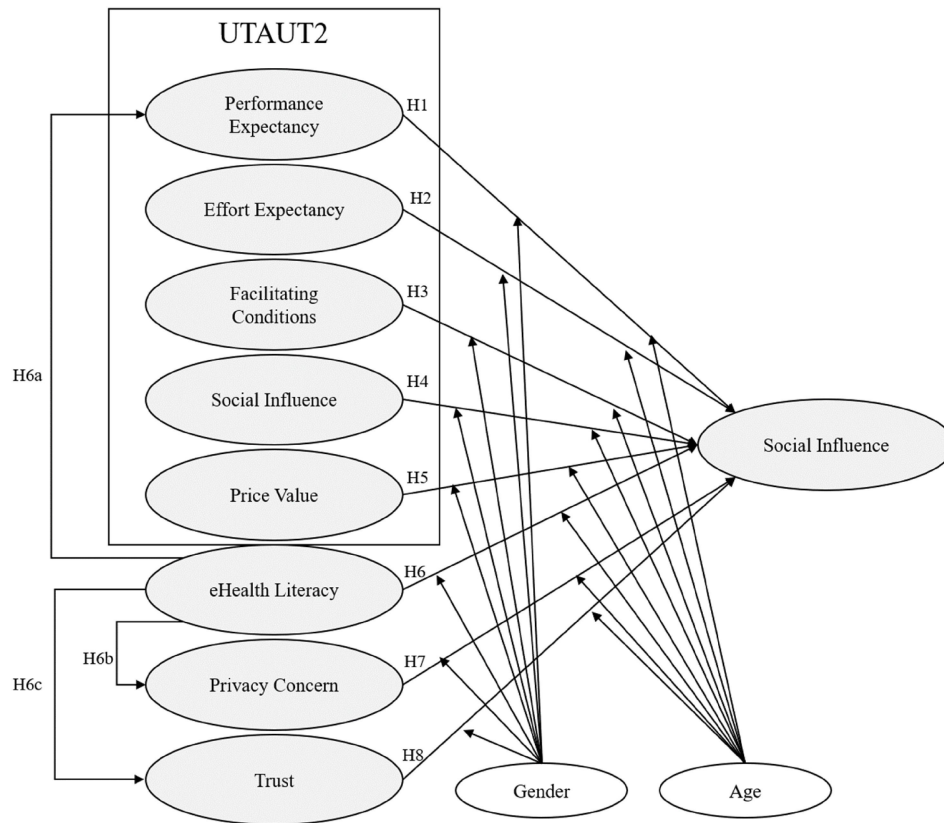 UTAUT2
Performance
Expectancy
H1
Effort Expectancy
H2
Facilitating
Conditions
H3
H6a
Social Influence
H4
Social Influence
Price Value
H5
eHealth Literacy
H6
H6b
H6c
Privacy Concern
H7
Trust
H8
Gender
Age